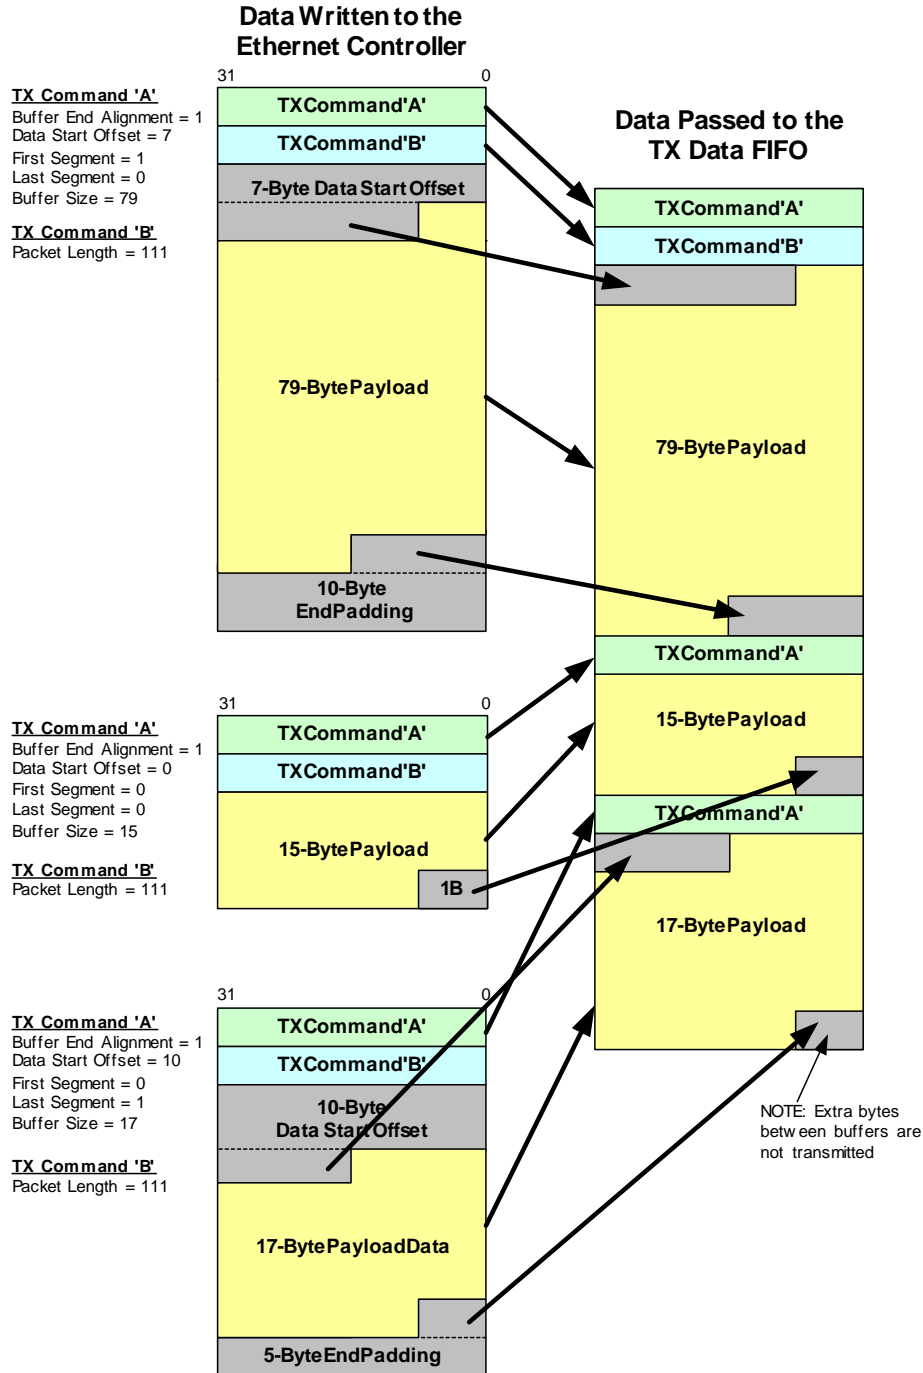 Data Written to the
Ethernet Controller
31 0
TX Command 'A'
Buffer End Alignment = 1
Data Start Offset = 7
First Segment = 1
Last Segment = 0
Buffer Size = 79
TX Command 'B'
Packet Length = 111
TXCommand'A'
TXCommand'B'
7-Byte Data Start Offset
79-BytePayload
10-Byte
EndPadding
Data Passed to the
TX Data FIFO
TXCommand'A'
TXCommand'B'
79-BytePayload
TXCommand'A'
15-BytePayload
TXCommand'A'
17-BytePayload
NOTE: Extra bytes
between buffers are
not transmitted
31 0
TX Command 'A'
Buffer End Alignment = 1
Data Start Offset = 0
First Segment = 0
Last Segment = 0
Buffer Size = 15
TX Command 'B'
Packet Length = 111
TXCommand'A'
TXCommand'B'
15-BytePayload
1B
31 0
TX Command 'A'
Buffer End Alignment = 1
Data Start Offset = 10
First Segment = 0
Last Segment = 1
Buffer Size = 17
TX Command 'B'
Packet Length = 111
TXCommand'A'
TXCommand'B'
10-Byte
Data StartOffset
17-BytePayloadData
5-ByteEndPadding